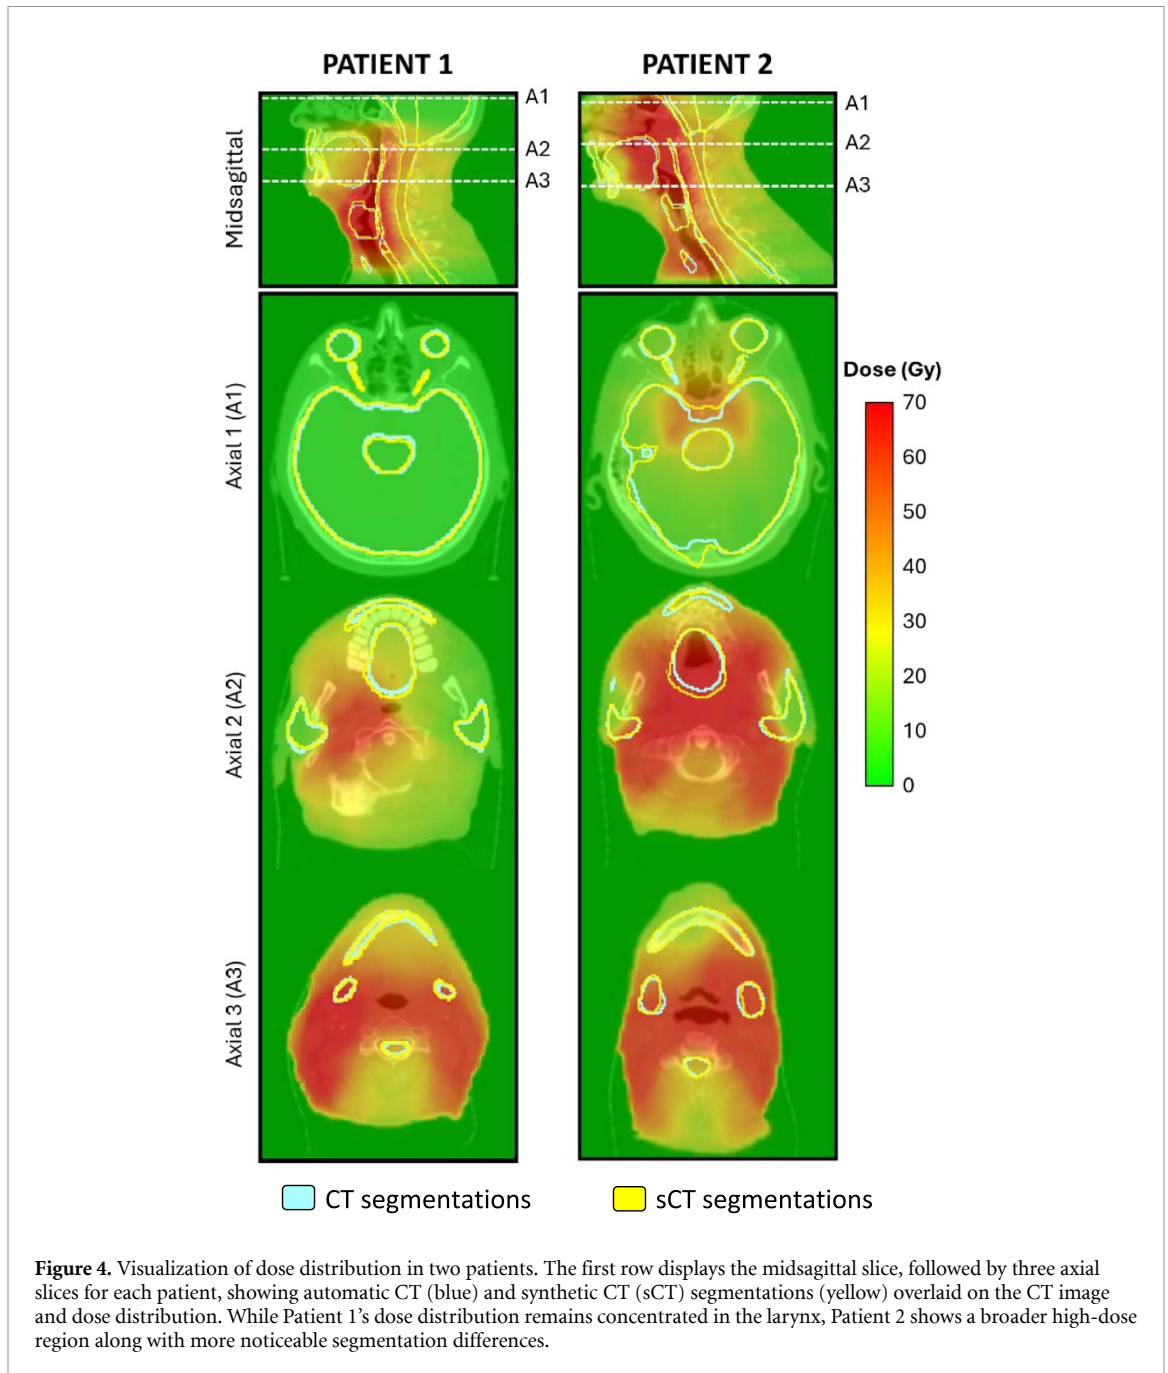 PATIENT 1 PATIENT 2
Midsagittal
A1
A2
A3
A1
A2
A3
Axial 1 (A1)
Dose (Gy)
70
60
50
40
30
20
10
0
Axial 2 (A2)
Axial 3 (A3)
CT segmentations sCT segmentations
Figure 4. Visualization of dose distribution in two patients. The first row displays the midsagittal slice, followed by three axial
slices for each patient, showing automatic CT (blue) and synthetic CT (sCT) segmentations (yellow) overlaid on the CT image
and dose distribution. While Patient 1’s dose distribution remains concentrated in the larynx, Patient 2 shows a broader high-dose
region along with more noticeable segmentation differences.